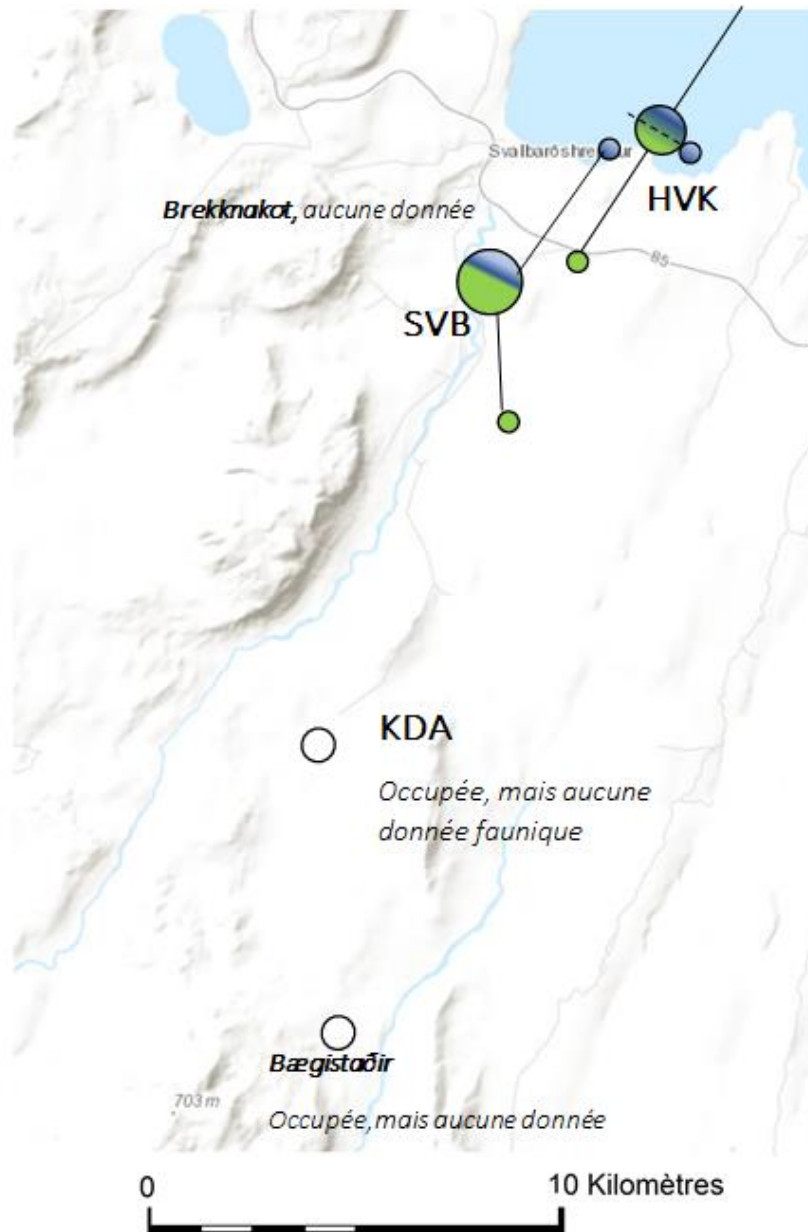 Svalbarðshreppur
HVK
Brekknakot, aucune donnée
85
SVB
KDA
Occupée, mais aucune
donnée faunique
Bægistaðir
703 m
Occupée, mais aucune donnée
0
10 Kilomètres